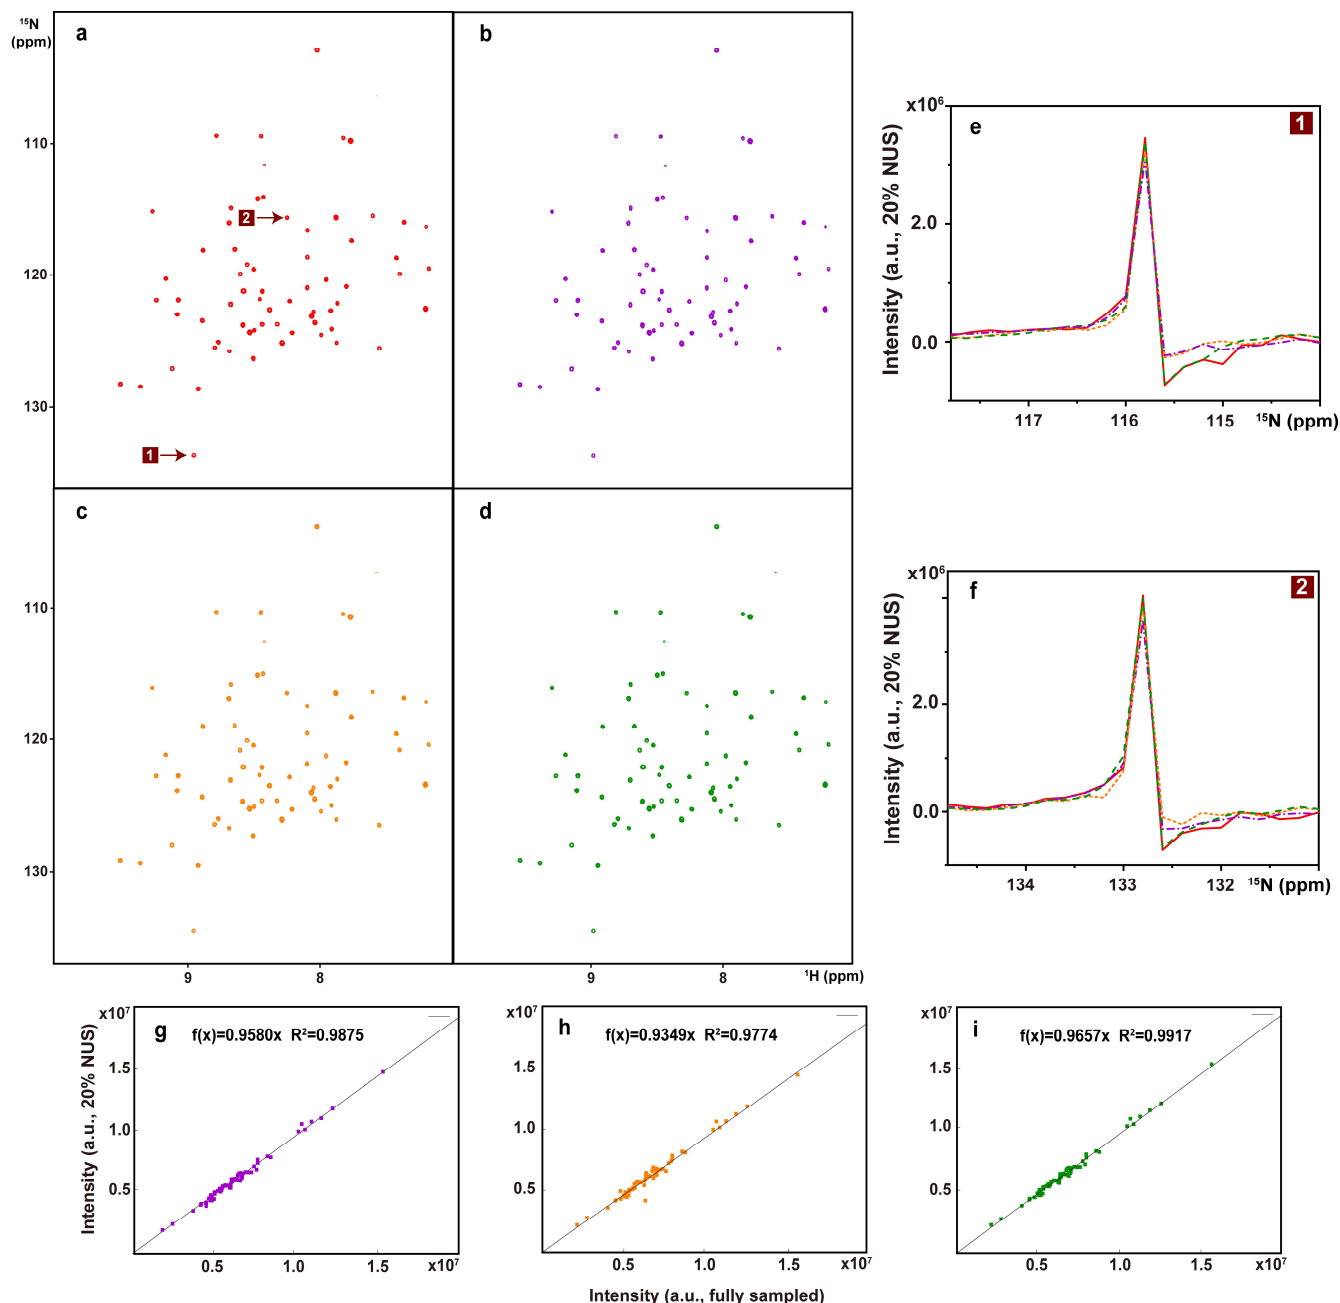 ¹⁵N
(ppm)
a
b
110
120
130
2
1
c
d
110
120
130
9
8
9
8
¹H (ppm)
x10⁶
e
1
Intensity (a.u., 20% NUS)
2.0
0.0
117
116
115
¹⁵N (ppm)
x10⁶
f
2
Intensity (a.u., 20% NUS)
2.0
0.0
134
133
132
¹⁵N (ppm)
x10⁷
g
f(x)=0.9580x R²=0.9875
Intensity (a.u., 20% NUS)
1.5
1.0
0.5
0.5
1.0
1.5
x10⁷
x10⁷
h
f(x)=0.9349x R²=0.9774
1.5
1.0
0.5
0.5
1.0
1.5
x10⁷
x10⁷
i
f(x)=0.9657x R²=0.9917
1.5
1.0
0.5
0.5
1.0
1.5
x10⁷
Intensity (a.u., fully sampled)